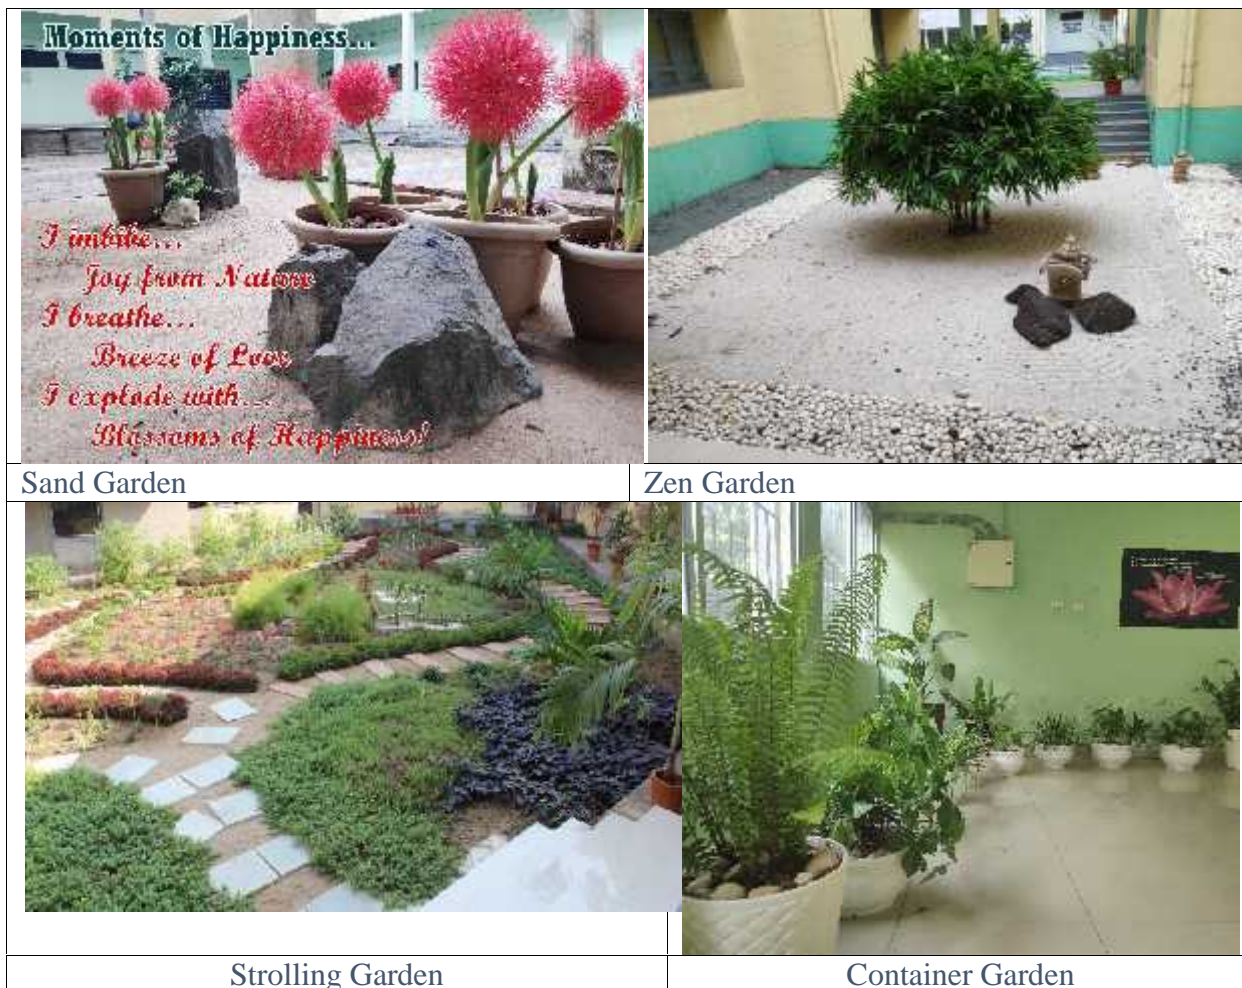 Moments of Happiness...
I imbibe...
Joy from Nature
I breathe...
Breeze of Love
I explode with...
Blossoms of Happiness!
Sand Garden
Zen Garden
Strolling Garden
Container Garden